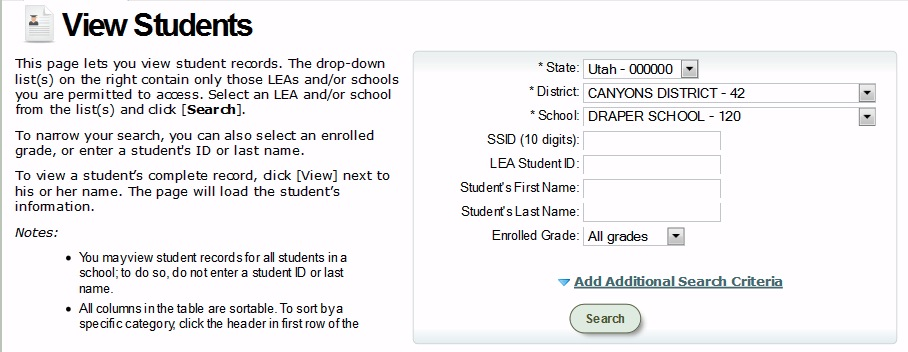 View Students
This page lets you view student records. The drop-down
list(s) on the right contain only those LEAs and/or schools
you are permitted to access. Select an LEA and/or school
from the list(s) and click [Search].
To narrow your search, you can also select an enrolled
grade, or enter a student's ID or last name.
To view a student’s complete record, click [View] next to
his or her name. The page will load the student’s
information.
Notes:
• You may view student records for all students in a
school; to do so, do not enter a student ID or last
name.
• All columns in the table are sortable. To sort by a
specific category, click the header in first row of the
* State: Utah - 000000
* District: CANYONS DISTRICT - 42
* School: DRAPER SCHOOL - 120
SSID (10 digits):
LEA Student ID:
Student's First Name:
Student's Last Name:
Enrolled Grade: All grades
Add Additional Search Criteria
Search